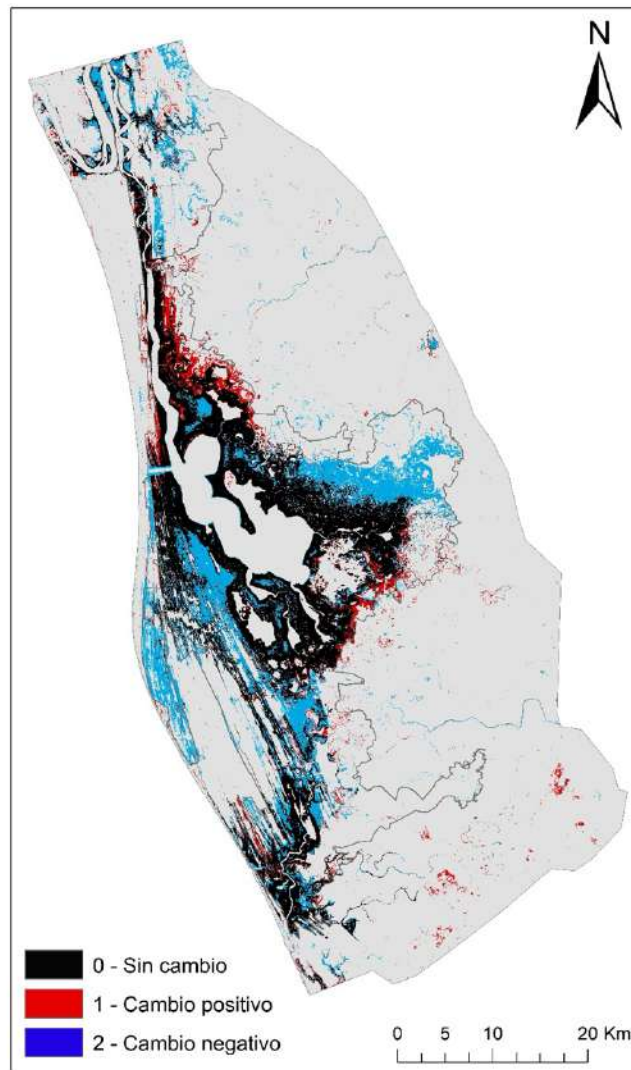 N
0 - Sin cambio
1 - Cambio positivo
2 - Cambio negativo
0 5 10 20 Km